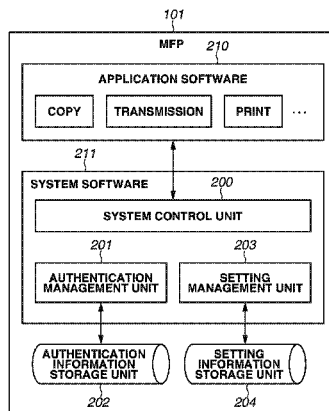 101
MFP
210
APPLICATION SOFTWARE
COPY TRANSMISSION PRINT ...
211
SYSTEM SOFTWARE 200
SYSTEM CONTROL UNIT
201 203
AUTHENTICATION SETTING
MANAGEMENT UNIT MANAGEMENT UNIT
AUTHENTICATION SETTING
INFORMATION INFORMATION
STORAGE UNIT STORAGE UNIT
202 204